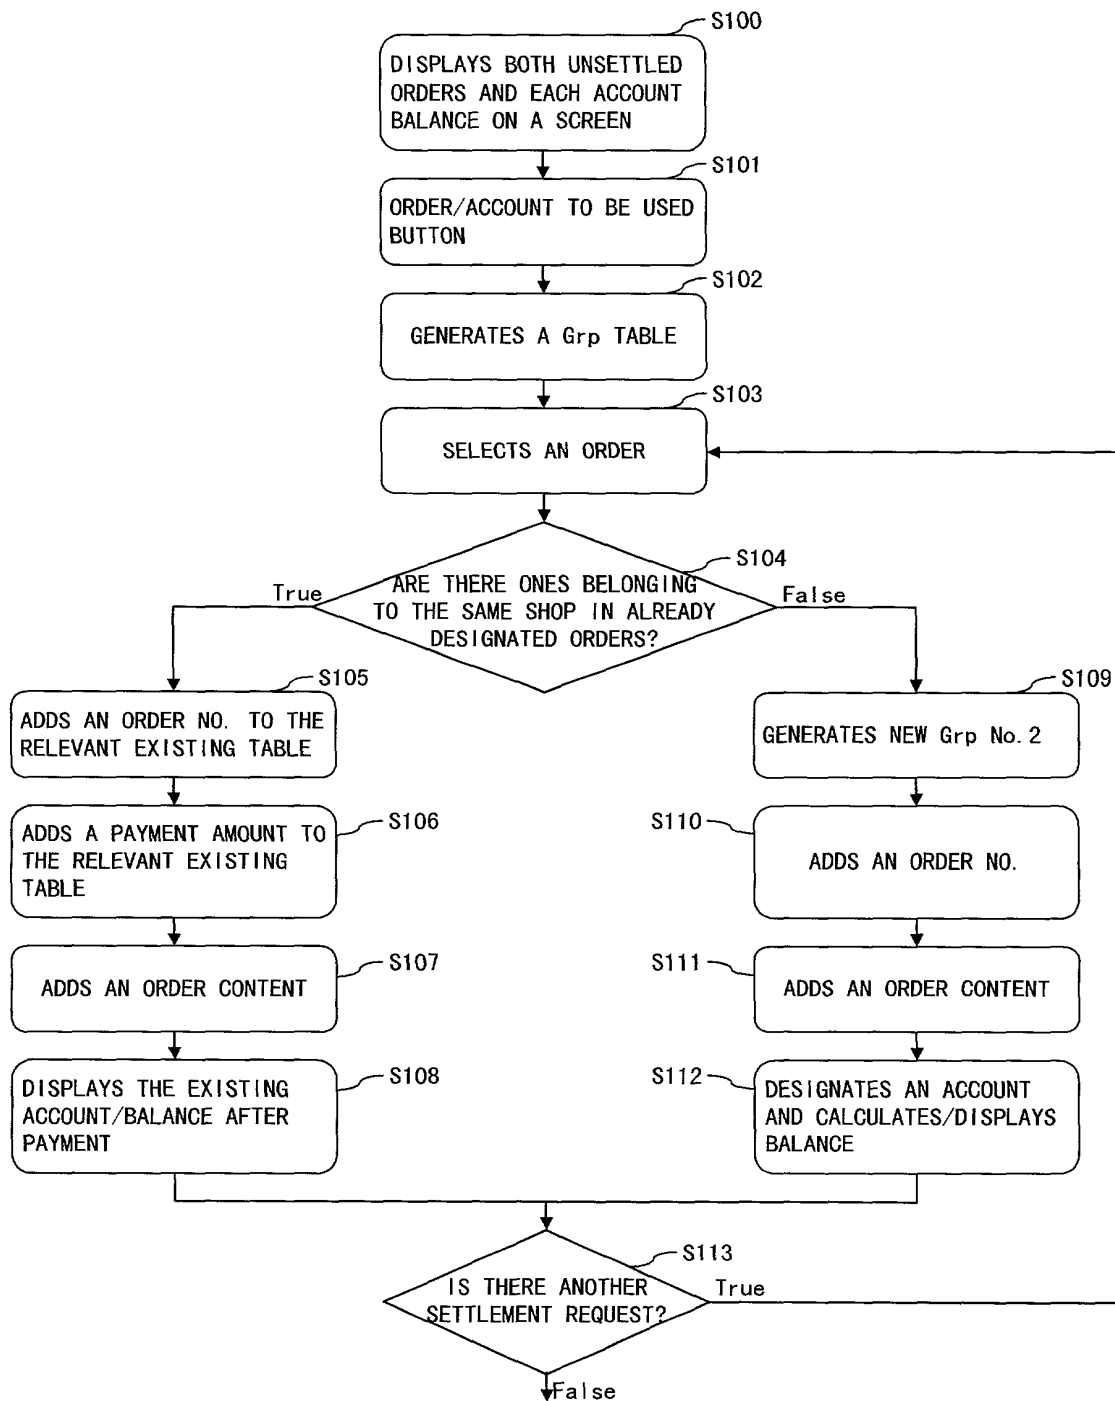 S100
DISPLAYS BOTH UNSETTLED
ORDERS AND EACH ACCOUNT
BALANCE ON A SCREEN
S101
ORDER/ACCOUNT TO BE USED
BUTTON
S102
GENERATES A Grp TABLE
S103
SELECTS AN ORDER
S104
ARE THERE ONES BELONGING
TO THE SAME SHOP IN ALREADY
DESIGNATED ORDERS?
True
False
S105
ADDS AN ORDER NO. TO THE
RELEVANT EXISTING TABLE
S106
ADDS A PAYMENT AMOUNT TO
THE RELEVANT EXISTING
TABLE
S107
ADDS AN ORDER CONTENT
S108
DISPLAYS THE EXISTING
ACCOUNT/BALANCE AFTER
PAYMENT
S109
GENERATES NEW Grp No.2
S110
ADDS AN ORDER NO.
S111
ADDS AN ORDER CONTENT
S112
DESIGNATES AN ACCOUNT
AND CALCULATES/DISPLAYS
BALANCE
S113
IS THERE ANOTHER
SETTLEMENT REQUEST?
True
False